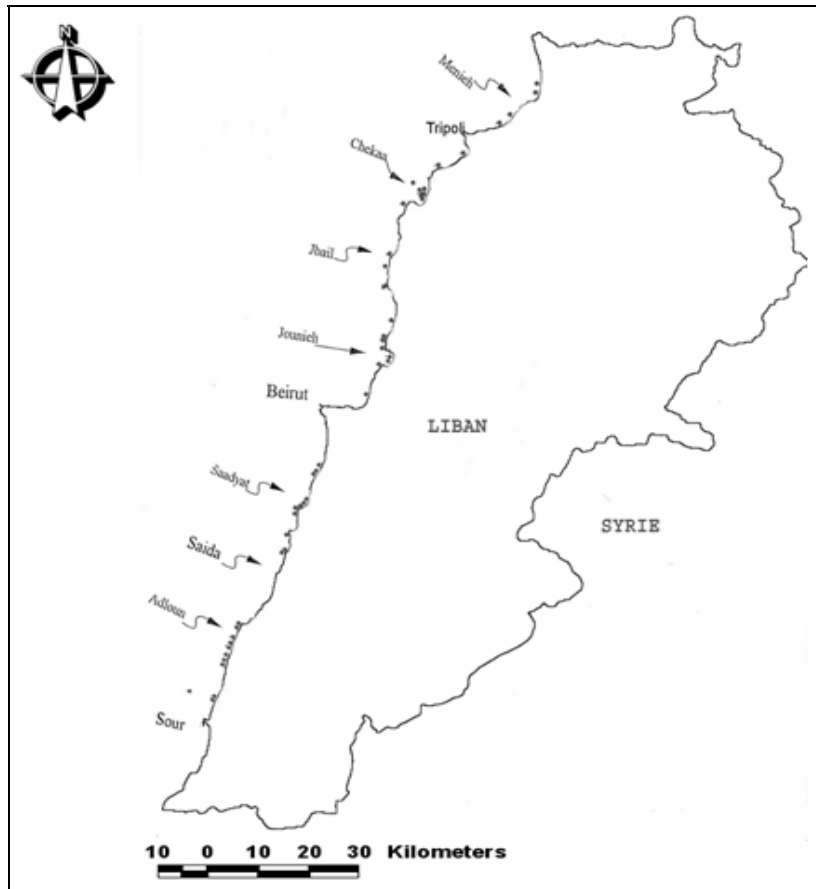 N
Menieh
Tripoli
Chekaa
Jbail
Jounieh
Beirut
LIBAN
Saadyat
SYRIE
Saida
Adloun
Sour
10 0 10 20 30 Kilometers